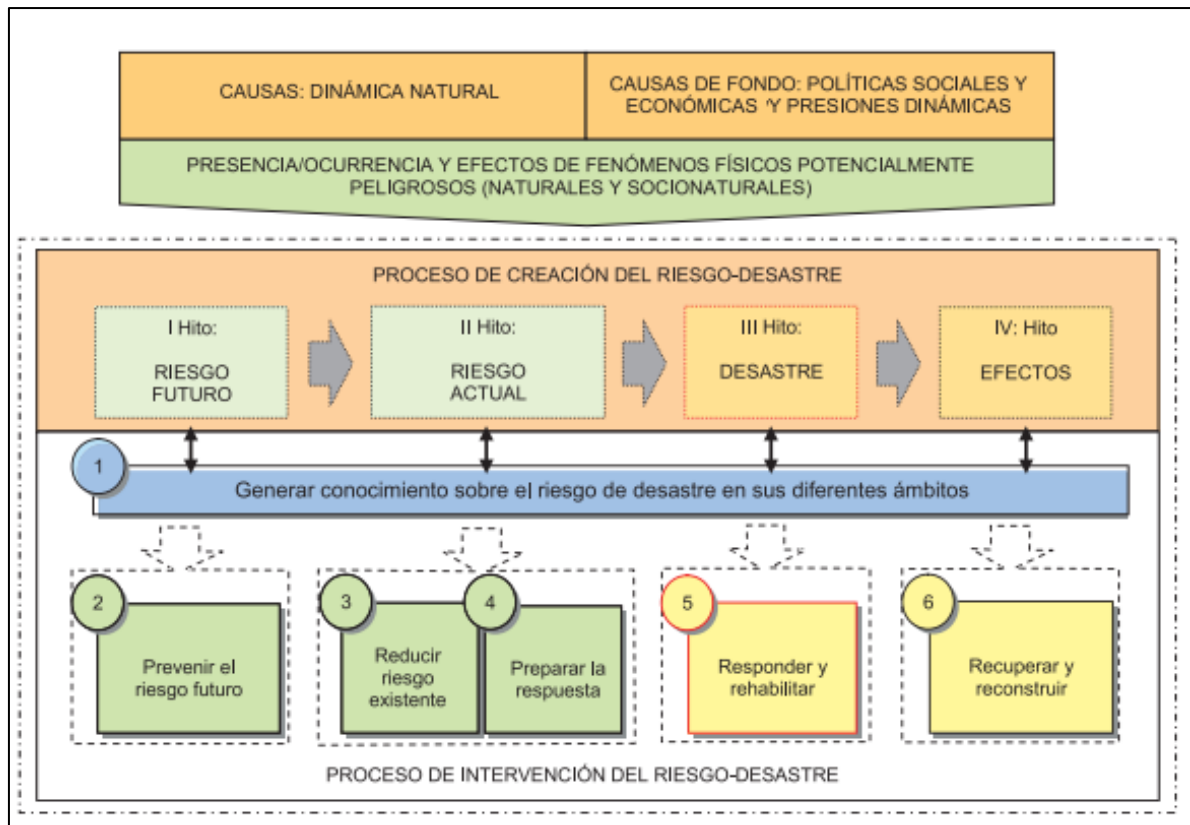 CAUSAS: DINÁMICA NATURAL
CAUSAS DE FONDO: POLÍTICAS SOCIALES Y
ECONÓMICAS 'Y PRESIONES DINÁMICAS
PRESENCIA/OCURRENCIA Y EFECTOS DE FENÓMENOS FÍSICOS POTENCIALMENTE
PELIGROSOS (NATURALES Y SOCIONATURALES)
PROCESO DE CREACIÓN DEL RIESGO-DESASTRE
I Hito:
RIESGO
FUTURO
II Hito:
RIESGO
ACTUAL
III Hito:
DESASTRE
IV: Hito
EFECTOS
1
Generar conocimiento sobre el riesgo de desastre en sus diferentes ámbitos
2
Prevenir el
riesgo futuro
3
Reducir
riesgo
existente
4
Preparar la
respuesta
5
Responder y
rehabilitar
6
Recuperar y
reconstruir
PROCESO DE INTERVENCIÓN DEL RIESGO-DESASTRE